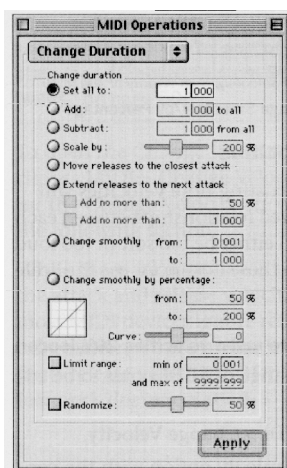 MIDI Operations
Change Duration
Change duration
Set all to: 1 000
Add: 1 000 to all
Subtract: 1 000 from all
Scale by: 200 %
Move releases to the closest attack
Extend releases to the next attack
Add no more than: 50 %
Add no more than: 1 000
Change smoothly from: 0 001
to: 1 000
Change smoothly by percentage:
from: 50 %
to: 200 %
Curve: 0
Limit range: min of 0 001
and max of 9999 999
Randomize: 50 %
Apply